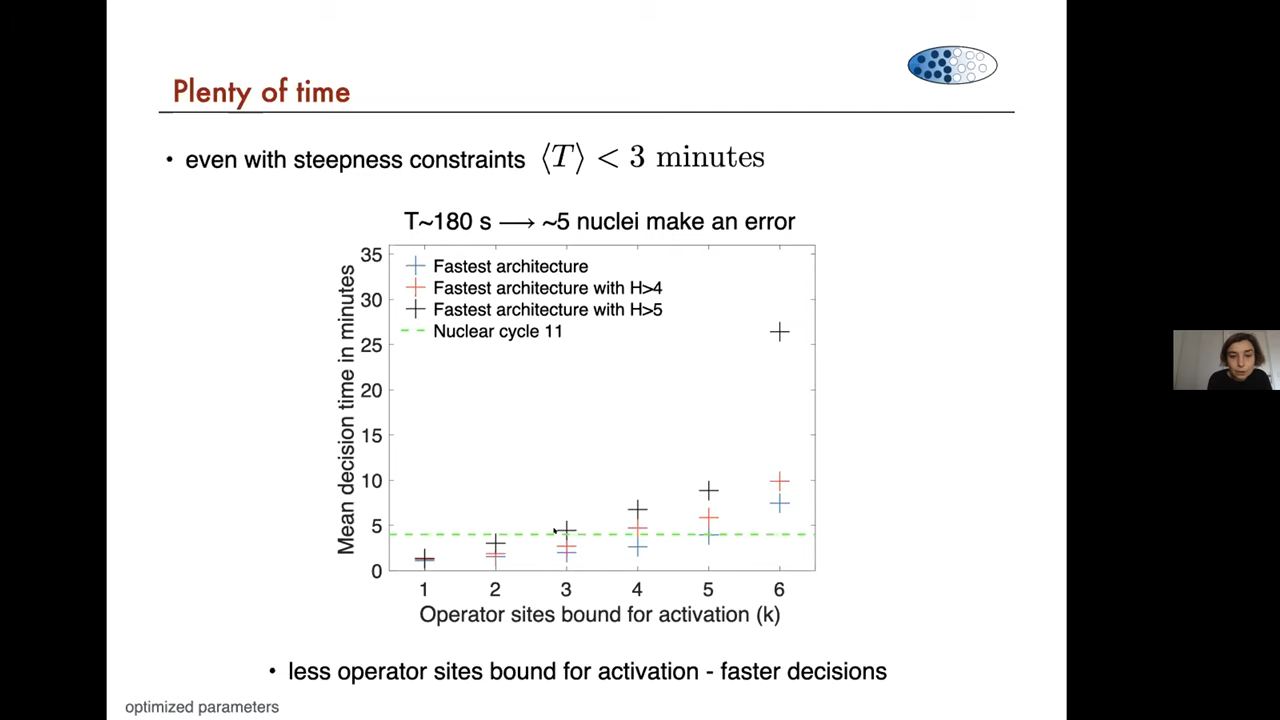 Plenty of time
• even with steepness constraints ⟨T⟩ < 3 minutes
T~180 s ⟶ ~5 nuclei make an error
Fastest architecture
Fastest architecture with H>4
Fastest architecture with H>5
Nuclear cycle 11
Mean decision time in minutes
35
30
25
20
15
10
5
0
1 2 3 4 5 6
Operator sites bound for activation (k)
• less operator sites bound for activation - faster decisions
optimized parameters